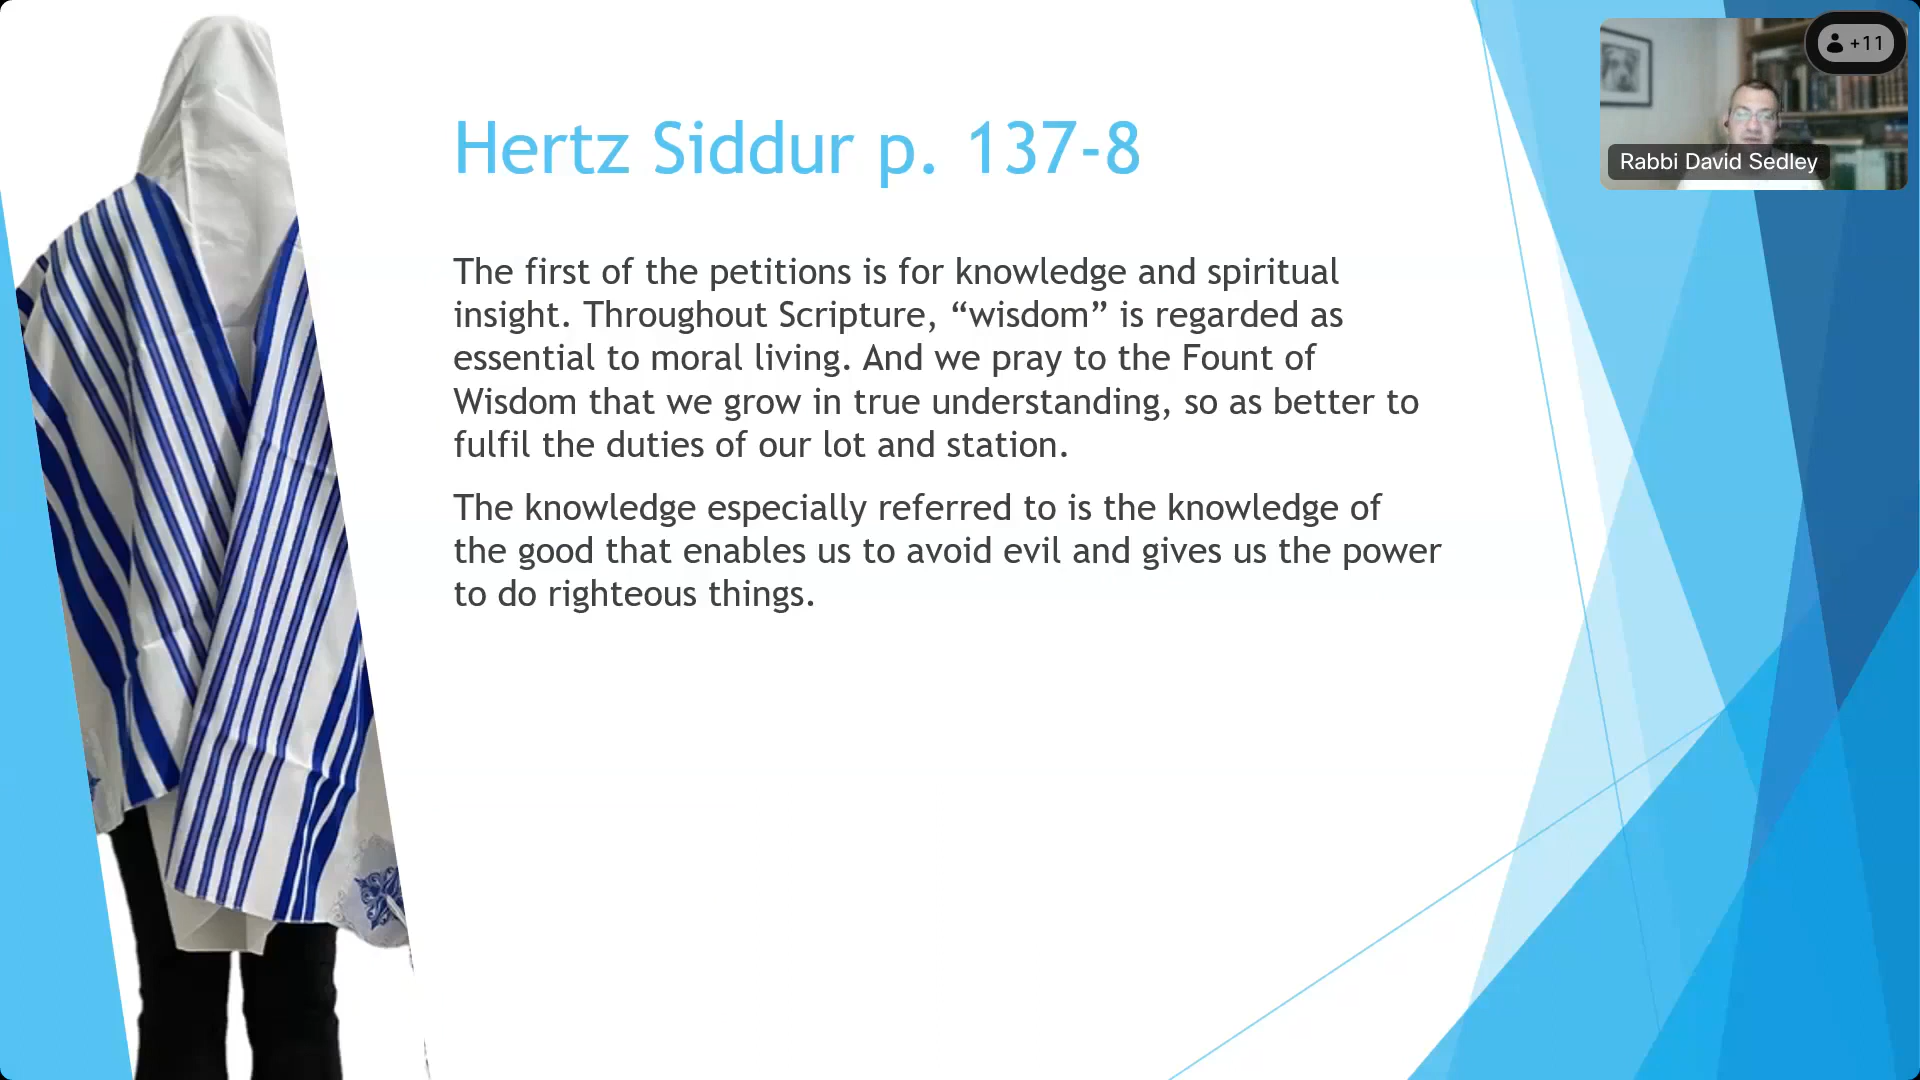 Hertz Siddur p. 137-8
The first of the petitions is for knowledge and spiritual
insight. Throughout Scripture, “wisdom” is regarded as
essential to moral living. And we pray to the Fount of
Wisdom that we grow in true understanding, so as better to
fulfil the duties of our lot and station.
The knowledge especially referred to is the knowledge of
the good that enables us to avoid evil and gives us the power
to do righteous things.
+11
Rabbi David Sedley